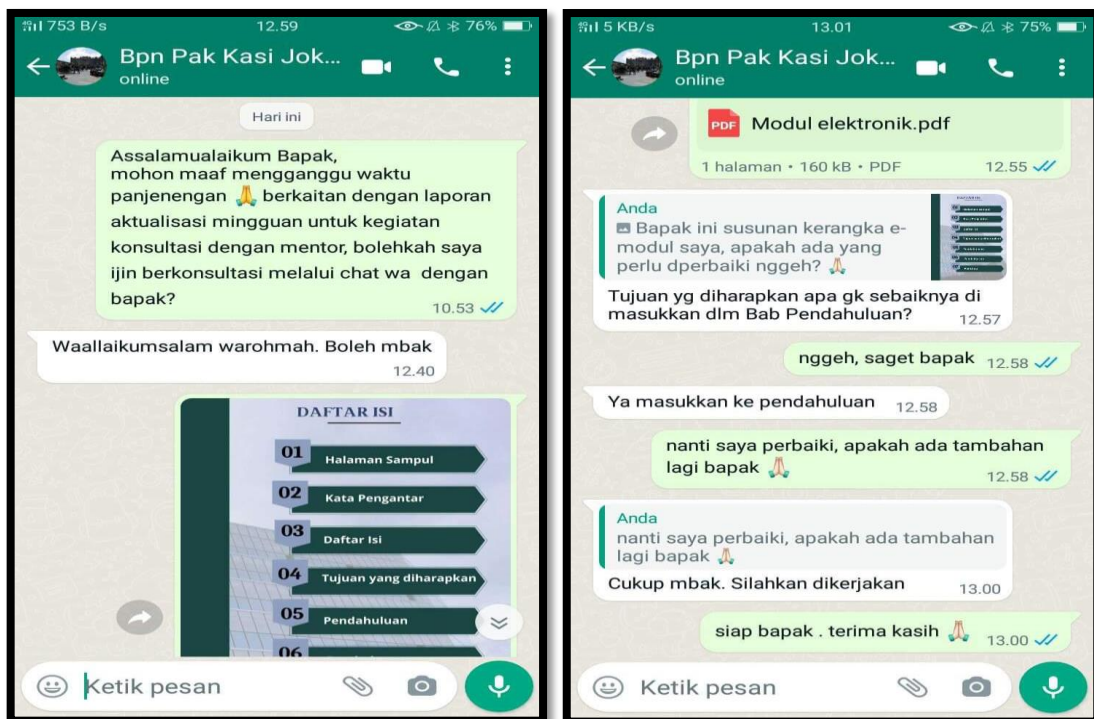 753 B/s 12.59 76%
Bpn Pak Kasi Jok...
online
Hari ini
Assalamualaikum Bapak,
mohon maaf mengganggu waktu
panjenengan 🙏 berkaitan dengan laporan
aktualisasi mingguan untuk kegiatan
konsultasi dengan mentor, bolehkah saya
ijin berkonsultasi melalui chat wa dengan
bapak?
10.53
Waallaikumsalam warohmah. Boleh mbak
12.40
DAFTAR ISI
01 Halaman Sampul
02 Kata Pengantar
03 Daftar Isi
04 Tujuan yang diharapkan
05 Pendahuluan
06
Ketik pesan
5 KB/s 13.01 75%
Bpn Pak Kasi Jok...
online
PDF Modul elektronik.pdf
1 halaman • 160 kB • PDF 12.55
Anda
Bapak ini susunan kerangka e-
modul saya, apakah ada yang
perlu dperbaiki nggeh? 🙏
Tujuan yg diharapkan apa gk sebaiknya di
masukkan dlm Bab Pendahuluan?
12.57
nggeh, saget bapak 12.58
Ya masukkan ke pendahuluan 12.58
nanti saya perbaiki, apakah ada tambahan
lagi bapak 🙏
12.58
Anda
nanti saya perbaiki, apakah ada tambahan
lagi bapak 🙏
Cukup mbak. Silahkan dikerjakan 13.00
siap bapak . terima kasih 🙏 13.00
Ketik pesan